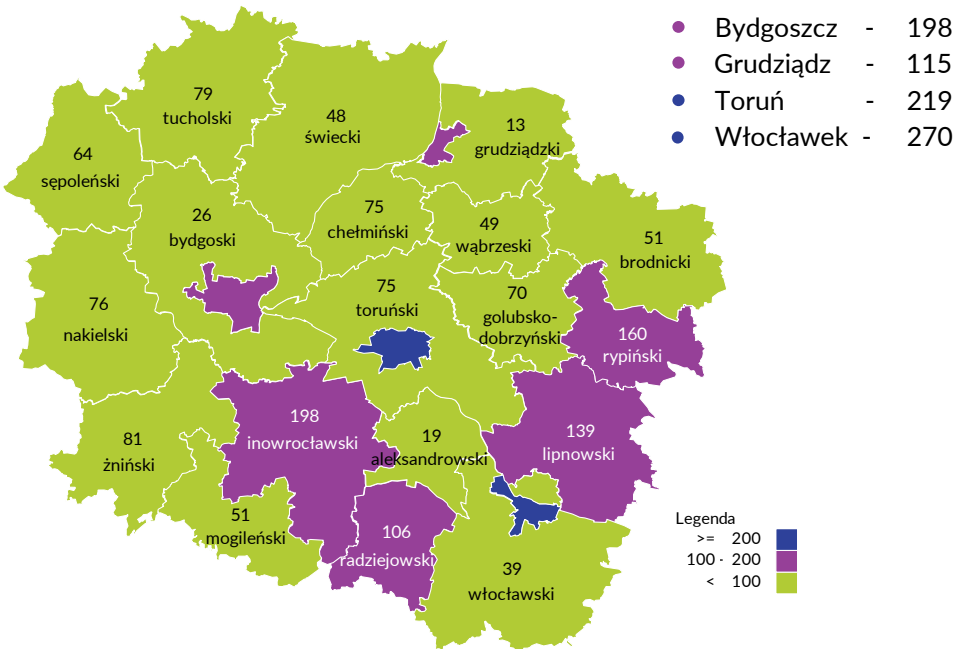 Bydgoszcz - 198
Grudziądz - 115
Toruń - 219
Włocławek - 270
79
tucholski
48
świecki
13
grudziądzki
64
sępoleński
26
bydgoski
75
chełmiński
49
wąbrzeski
51
brodnicki
76
nakielski
75
toruński
70
golubsko-
dobrzyński
160
rypiński
81
żniński
198
inowrocławski
19
aleksandrowski
139
lipnowski
51
mogileński
106
radziejowski
39
włocławski
Legenda
>= 200
100 - 200
< 100